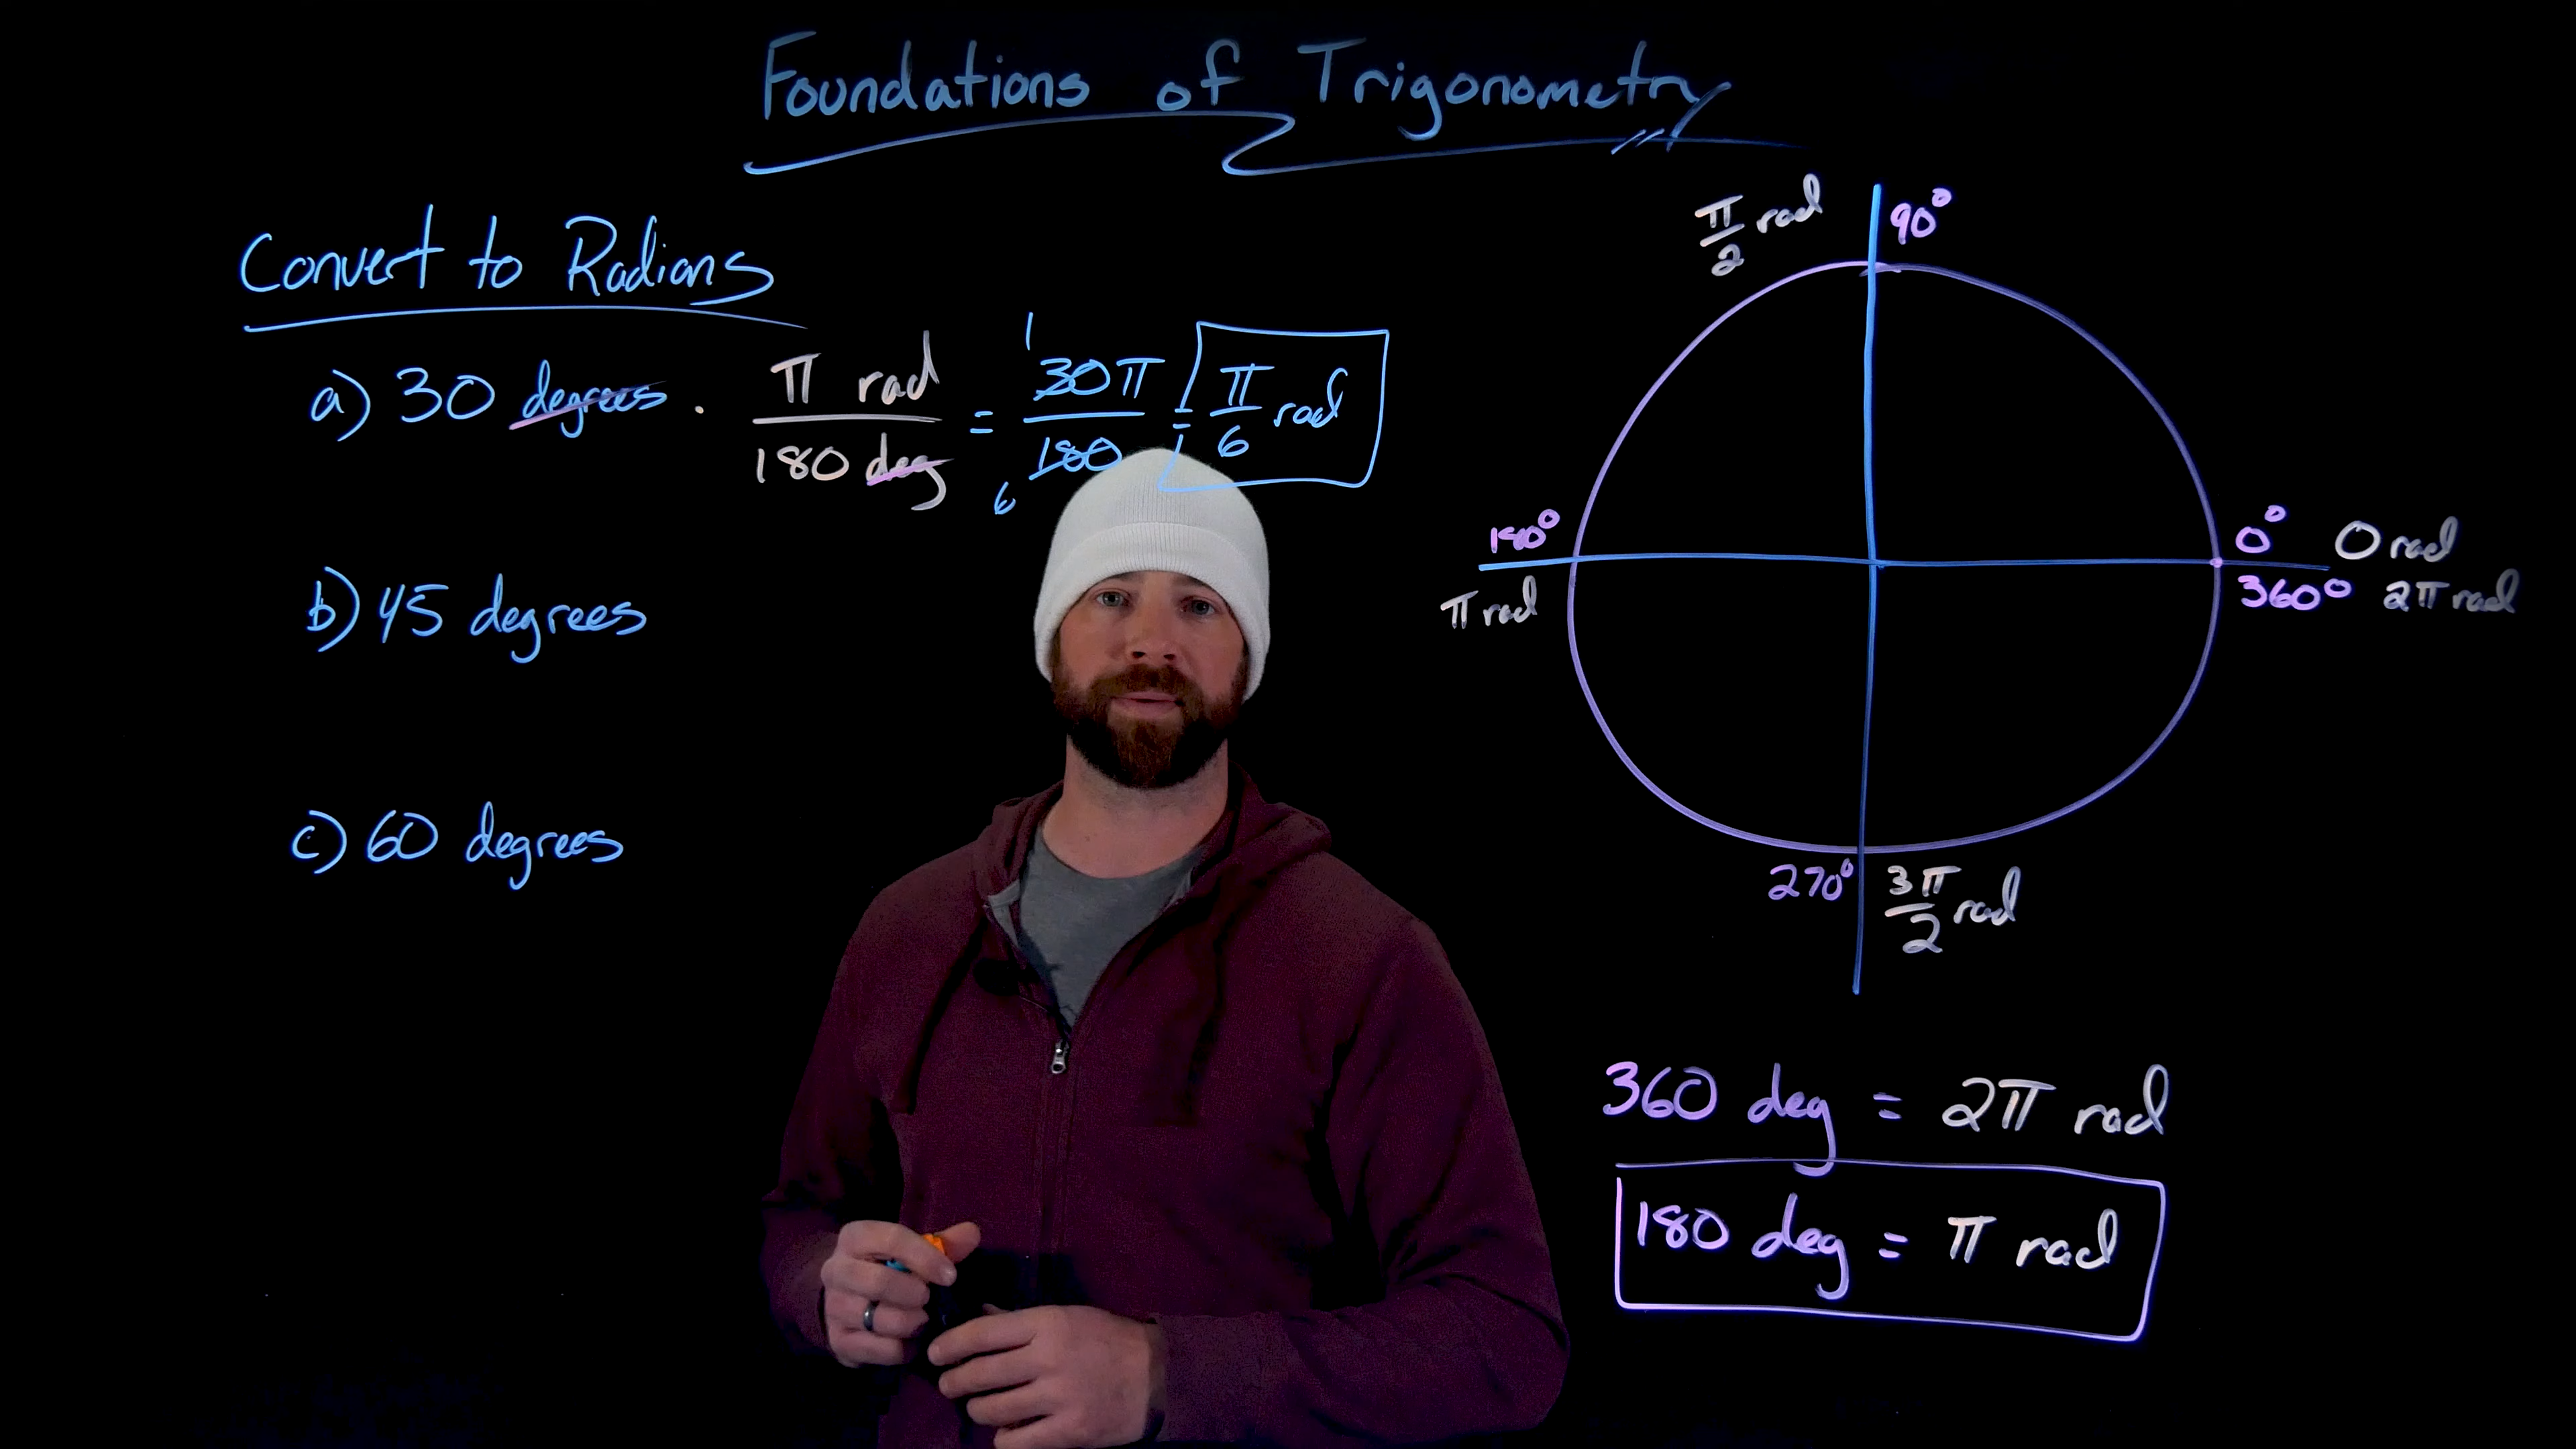 Foundations of Trigonometry
Convert to Radians
a) 30 degrees · π rad / 180 deg = 30π / 180 = π/6 rad
1
6
b) 45 degrees
c) 60 degrees
π/2 rad 90°
180° 0° 0 rad
π rad 360° 2π rad
270° 3π/2 rad
360 deg = 2π rad
180 deg = π rad